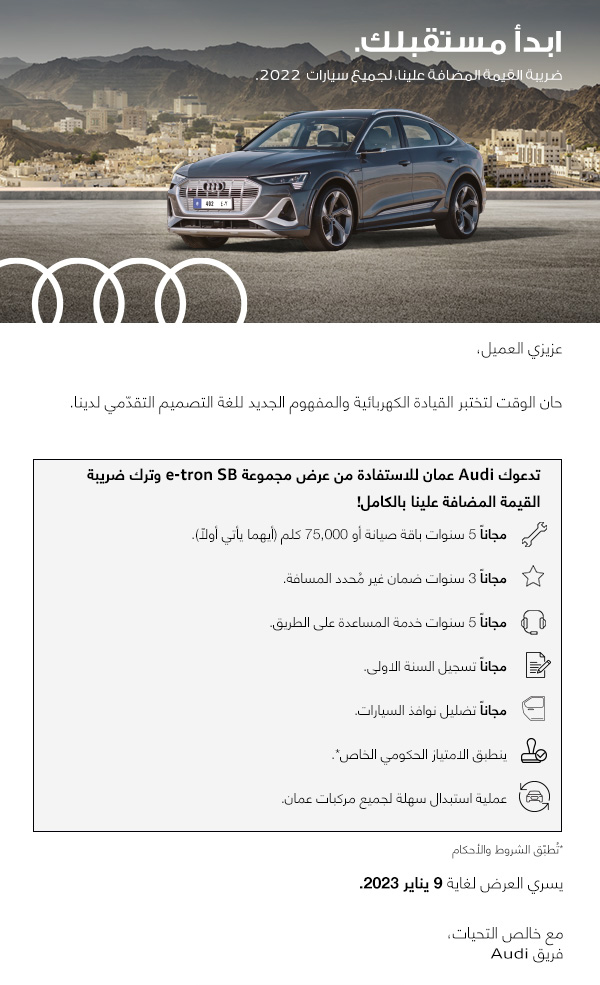 ابدأ مستقبلك.
ضريبة القيمة المضافة علينا، لجميع سيارات 2022.
عزيزي العميل،
حان الوقت لتختبر القيادة الكهربائية والمفهوم الجديد للغة التصميم التقدّمي لدينا.
تدعوك Audi عمان للاستفادة من عرض مجموعة e-tron SB وترك ضريبة
القيمة المضافة علينا بالكامل!
مجاناً 5 سنوات باقة صيانة أو 75,000 كلم (أيهما يأتي أولاً).
مجاناً 3 سنوات ضمان غير مُحدد المسافة.
مجاناً 5 سنوات خدمة المساعدة على الطريق.
مجاناً تسجيل السنة الاولى.
مجاناً تضليل نوافذ السيارات.
ينطبق الامتياز الحكومي الخاص*.
عملية استبدال سهلة لجميع مركبات عمان.
*تُطبّق الشروط والأحكام
يسري العرض لغاية 9 يناير 2023.
مع خالص التحيات،
فريق Audi